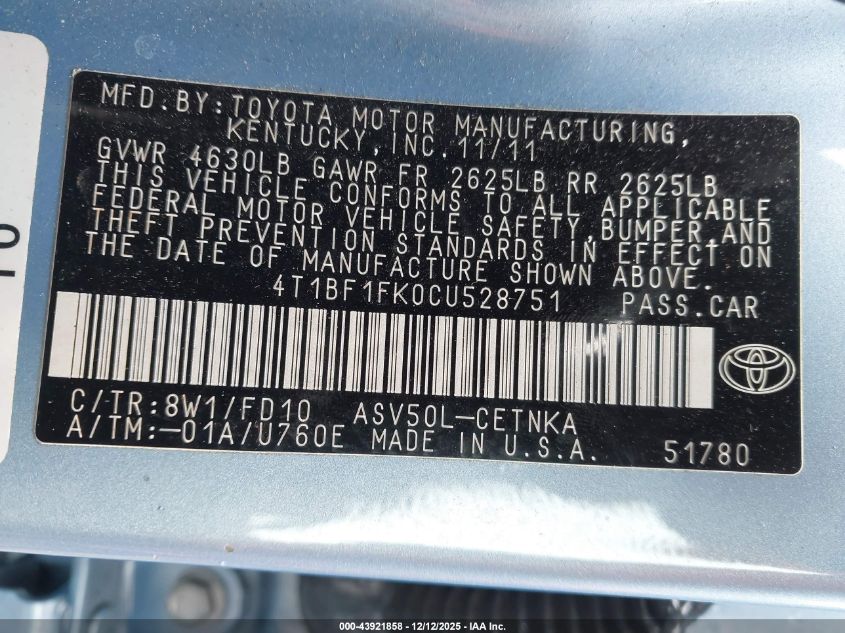 MFD.BY:TOYOTA MOTOR MANUFACTURING,
KENTUCKY, INC. 11/11
GVWR 4630LB GAWR FR 2625LB RR 2625LB
THIS VEHICLE CONFORMS TO ALL APPLICABLE
FEDERAL MOTOR VEHICLE SAFETY,BUMPER,AND
THEFT PREVENTION STANDARDS IN EFFECT ON
THE DATE OF MANUFACTURE SHOWN ABOVE.
4T1BF1FK0CU528751 PASS.CAR
C/TR:8W1/FD10 ASV50L-CETNKA
A/TM:-01A/U760E MADE IN U.S.A. 51780
000-43921858 - 12/12/2025 - IAA Inc.